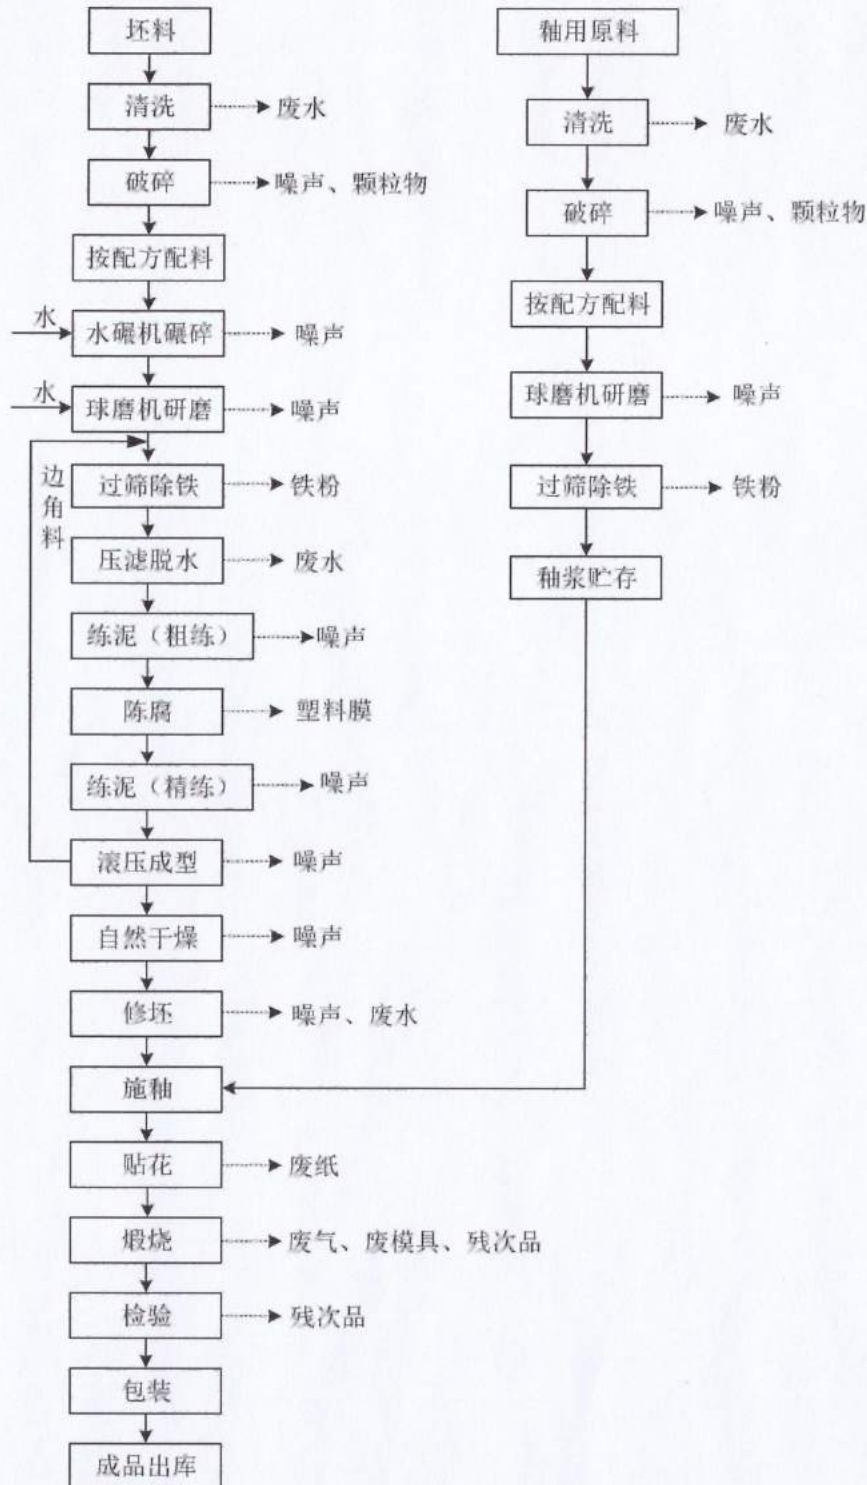 坯料
清洗
废水
破碎
噪声、颗粒物
按配方配料
水
水碾机碾碎
噪声
水
球磨机研磨
噪声
边角料
过筛除铁
铁粉
压滤脱水
废水
练泥（粗练）
噪声
陈腐
塑料膜
练泥（精练）
噪声
滚压成型
噪声
自然干燥
噪声
修坯
噪声、废水
施釉
贴花
废纸
煅烧
废气、废模具、残次品
检验
残次品
包装
成品出库
釉用原料
清洗
废水
破碎
噪声、颗粒物
按配方配料
球磨机研磨
噪声
过筛除铁
铁粉
釉浆贮存